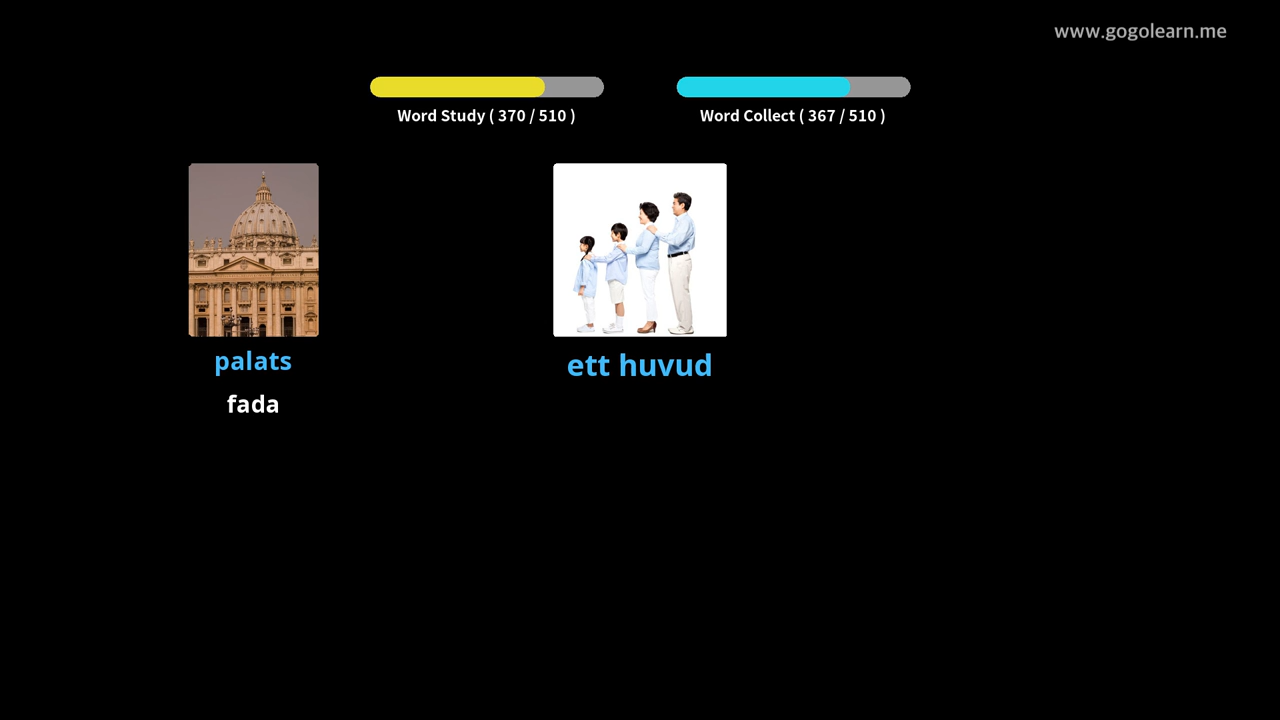 www.gogolearn.me
Word Study ( 370 / 510 )
Word Collect ( 367 / 510 )
palats
fada
ett huvud